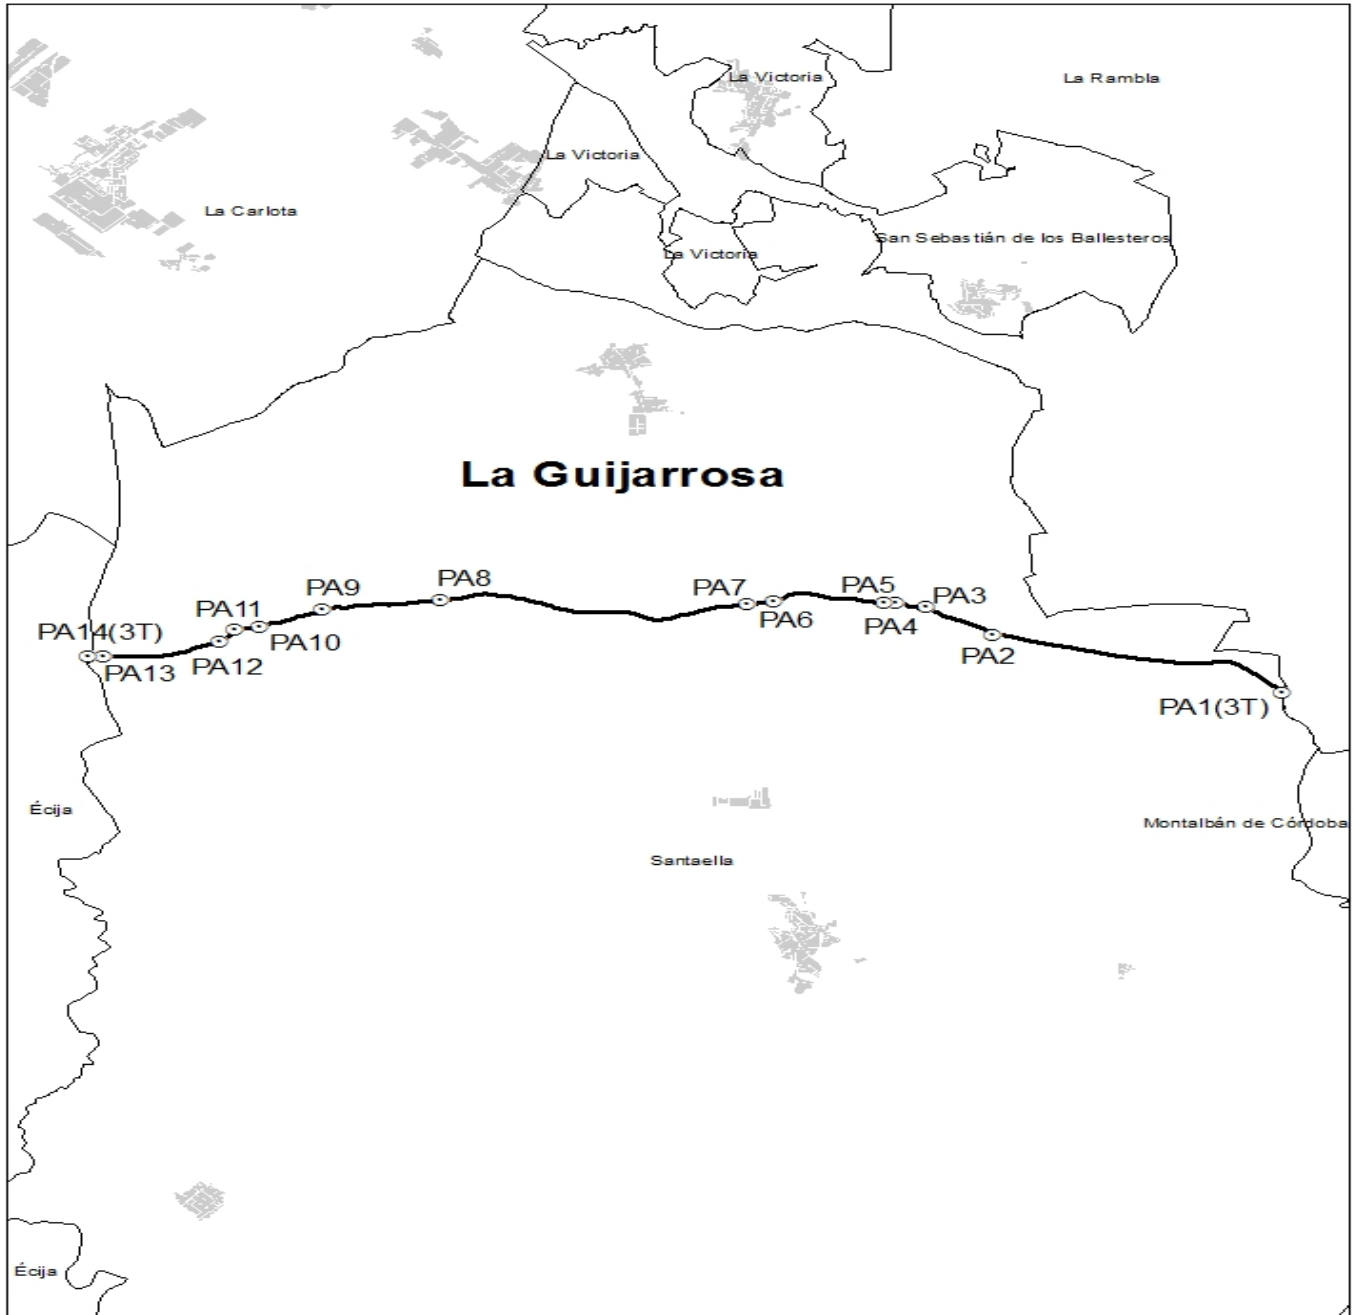 La Victoria
La Rambla
La Victoria
La Carlota
San Sebastián de los Ballesteros
La Victoria
La Guijarrosa
PA9
PA8
PA7
PA5
PA3
PA11
PA4
PA14(3T)
PA10
PA2
PA13
PA12
PA6
PA1(3T)
Écija
Montalbán de Córdoba
Santaella
Écija